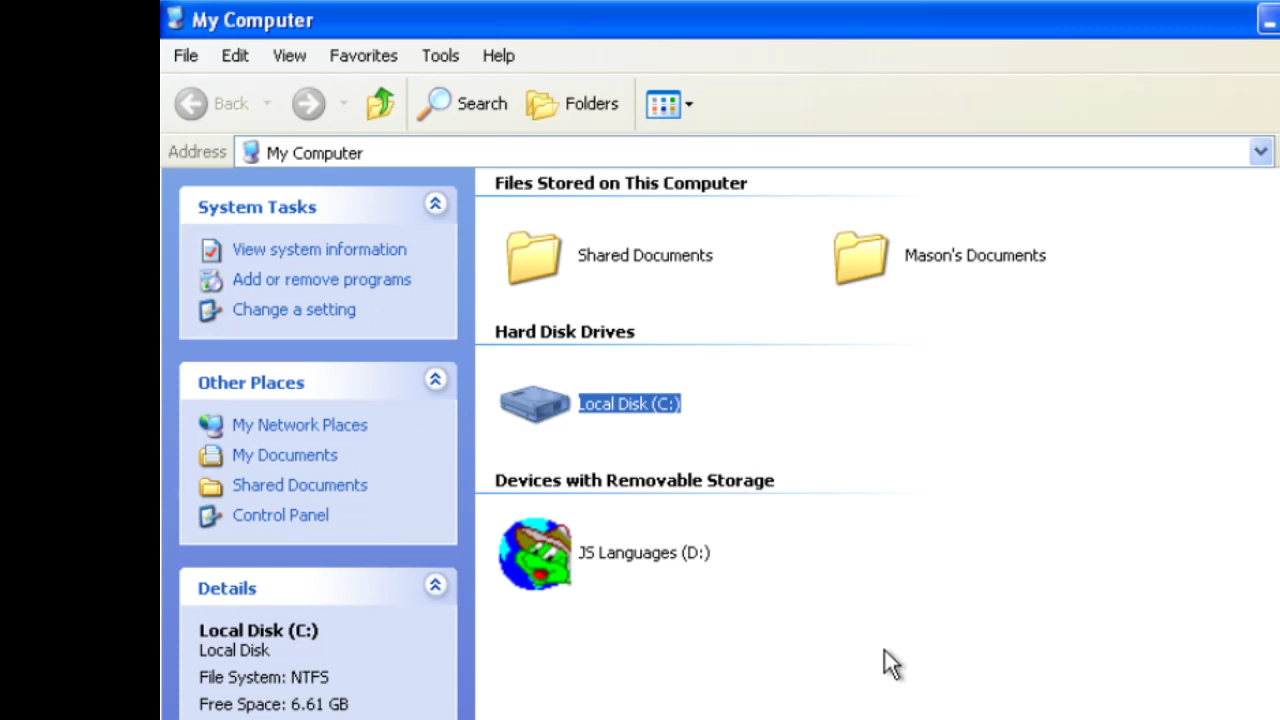 My Computer
File Edit View Favorites Tools Help
Back Search Folders
Address My Computer
System Tasks
View system information
Add or remove programs
Change a setting
Other Places
My Network Places
My Documents
Shared Documents
Control Panel
Details
Local Disk (C:)
Local Disk
File System: NTFS
Free Space: 6.61 GB
Files Stored on This Computer
Shared Documents Mason's Documents
Hard Disk Drives
Local Disk (C:)
Devices with Removable Storage
JS Languages (D:)